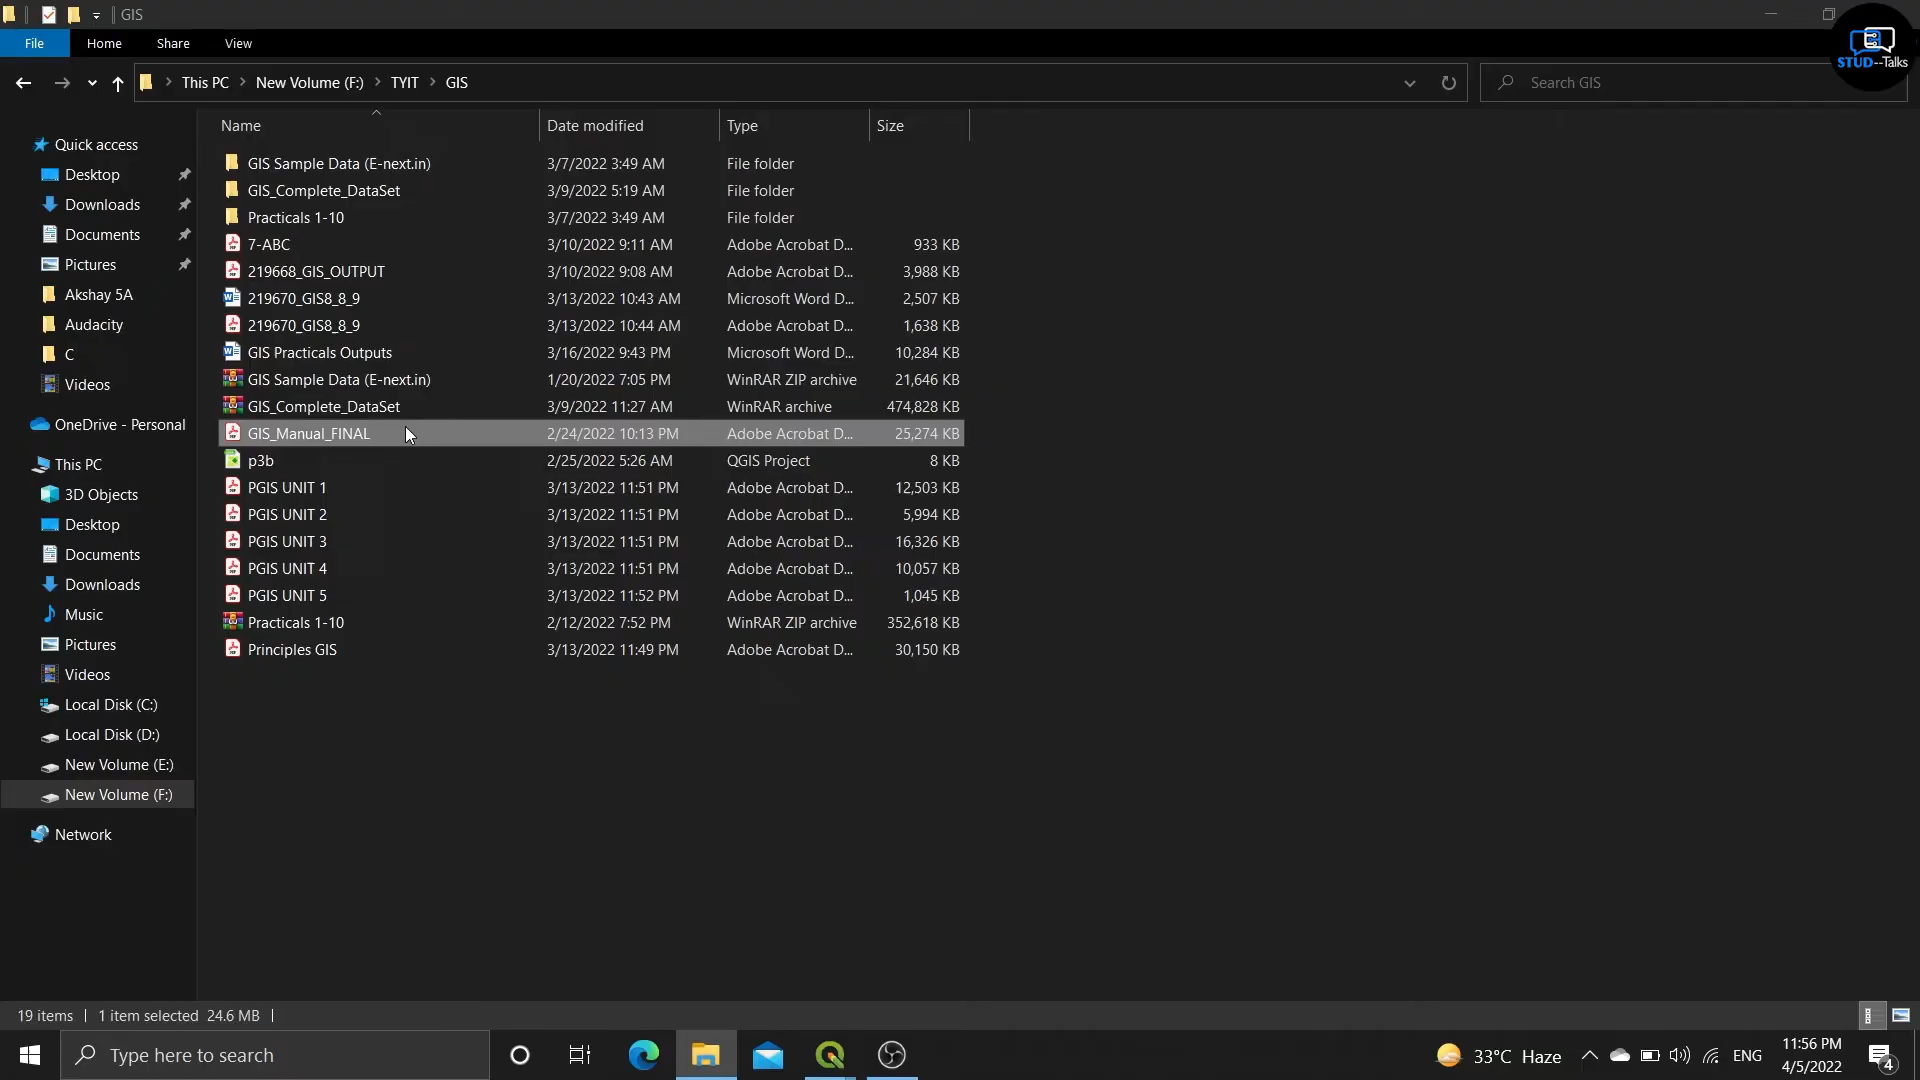 GIS
File Home Share View
STUD--Talks
This PC New Volume (F:) TYIT GIS
Search GIS
Name Date modified Type Size
Quick access
Desktop
Downloads
Documents
Pictures
Akshay 5A
Audacity
C
Videos
OneDrive - Personal
This PC
3D Objects
Desktop
Documents
Downloads
Music
Pictures
Videos
Local Disk (C:)
Local Disk (D:)
New Volume (E:)
New Volume (F:)
Network
GIS Sample Data (E-next.in) 3/7/2022 3:49 AM File folder
GIS_Complete_DataSet 3/9/2022 5:19 AM File folder
Practicals 1-10 3/7/2022 3:49 AM File folder
7-ABC 3/10/2022 9:11 AM Adobe Acrobat D... 933 KB
219668_GIS_OUTPUT 3/10/2022 9:08 AM Adobe Acrobat D... 3,988 KB
219670_GIS8_8_9 3/13/2022 10:43 AM Microsoft Word D... 2,507 KB
219670_GIS8_8_9 3/13/2022 10:44 AM Adobe Acrobat D... 1,638 KB
GIS Practicals Outputs 3/16/2022 9:43 PM Microsoft Word D... 10,284 KB
GIS Sample Data (E-next.in) 1/20/2022 7:05 PM WinRAR ZIP archive 21,646 KB
GIS_Complete_DataSet 3/9/2022 11:27 AM WinRAR archive 474,828 KB
GIS_Manual_FINAL 2/24/2022 10:13 PM Adobe Acrobat D... 25,274 KB
p3b 2/25/2022 5:26 AM QGIS Project 8 KB
PGIS UNIT 1 3/13/2022 11:51 PM Adobe Acrobat D... 12,503 KB
PGIS UNIT 2 3/13/2022 11:51 PM Adobe Acrobat D... 5,994 KB
PGIS UNIT 3 3/13/2022 11:51 PM Adobe Acrobat D... 16,326 KB
PGIS UNIT 4 3/13/2022 11:51 PM Adobe Acrobat D... 10,057 KB
PGIS UNIT 5 3/13/2022 11:52 PM Adobe Acrobat D... 1,045 KB
Practicals 1-10 2/12/2022 7:52 PM WinRAR ZIP archive 352,618 KB
Principles GIS 3/13/2022 11:49 PM Adobe Acrobat D... 30,150 KB
19 items 1 item selected 24.6 MB
Type here to search
33°C Haze
ENG
11:56 PM
4/5/2022
4